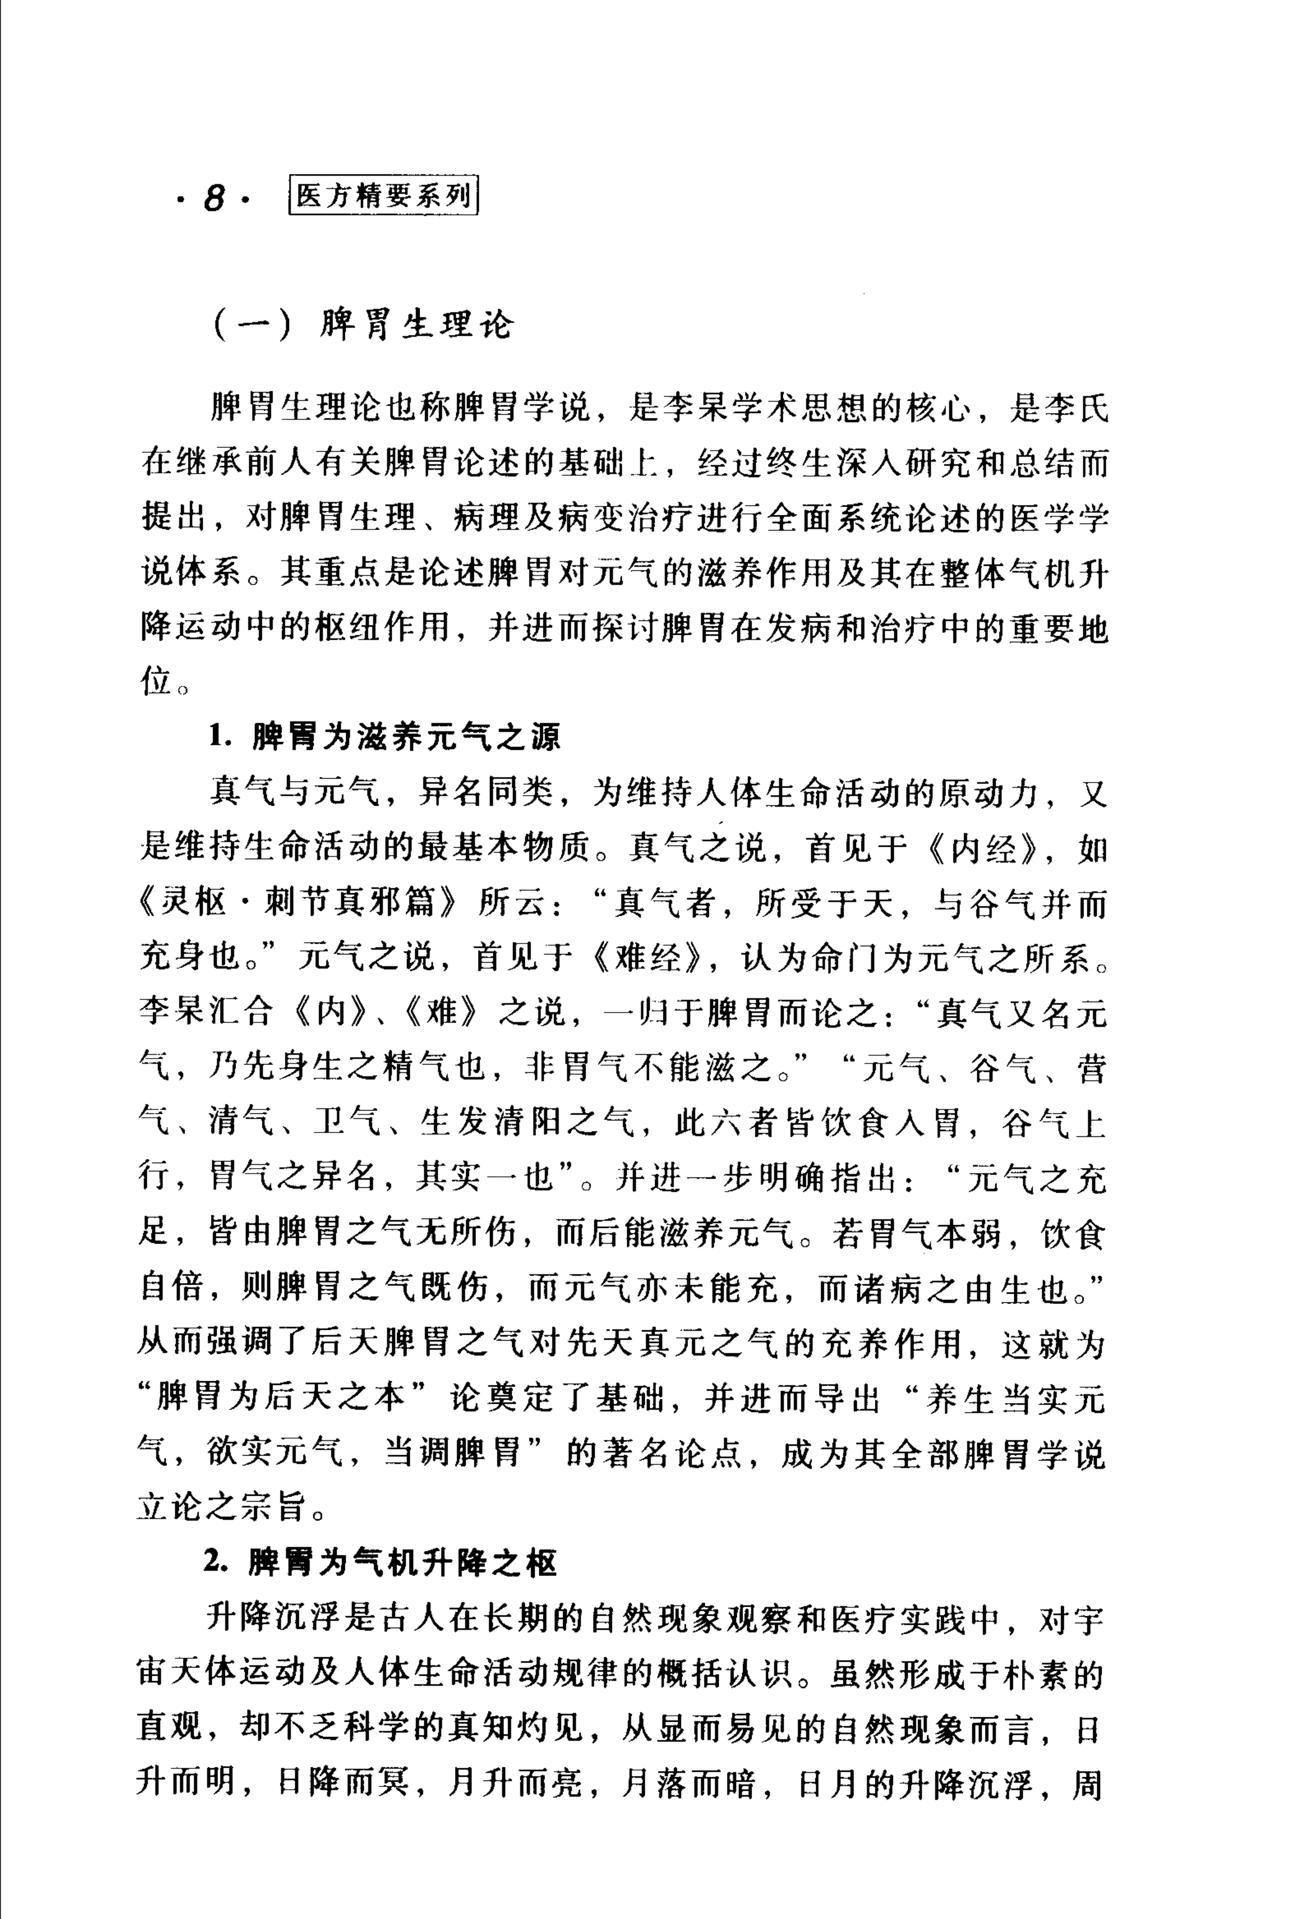 ·8· 医方精要系列
(一) 脾胃生理论
脾胃生理论也称脾胃学说，是李杲学术思想的核心，是李氏
在继承前人有关脾胃论述的基础上，经过终生深入研究和总结而
提出，对脾胃生理、病理及病变治疗进行全面系统论述的医学学
说体系。其重点是论述脾胃对元气的滋养作用及其在整体气机升
降运动中的枢纽作用，并进而探讨脾胃在发病和治疗中的重要地
位。
1. 脾胃为滋养元气之源
真气与元气，异名同类，为维持人体生命活动的原动力，又
是维持生命活动的最基本物质。真气之说，首见于《内经》，如
《灵枢·刺节真邪篇》所云：“真气者，所受于天，与谷气并而
充身也。”元气之说，首见于《难经》，认为命门为元气之所系。
李杲汇合《内》、《难》之说，一归于脾胃而论之：“真气又名元
气，乃先身生之精气也，非胃气不能滋之。”“元气、谷气、营
气、清气、卫气、生发清阳之气，此六者皆饮食入胃，谷气上
行，胃气之异名，其实一也”。并进一步明确指出：“元气之充
足，皆由脾胃之气无所伤，而后能滋养元气。若胃气本弱，饮食
自倍，则脾胃之气既伤，而元气亦未能充，而诸病之由生也。”
从而强调了后天脾胃之气对先天真元之气的充养作用，这就为
“脾胃为后天之本”论奠定了基础，并进而导出“养生当实元
气，欲实元气，当调脾胃”的著名论点，成为其全部脾胃学说
立论之宗旨。
2. 脾胃为气机升降之枢
升降沉浮是古人在长期的自然现象观察和医疗实践中，对宇
宙天体运动及人体生命活动规律的概括认识。虽然形成于朴素的
直观，却不乏科学的真知灼见，从显而易见的自然现象而言，日
升而明，日降而冥，月升而亮，月落而暗，日月的升降沉浮，周